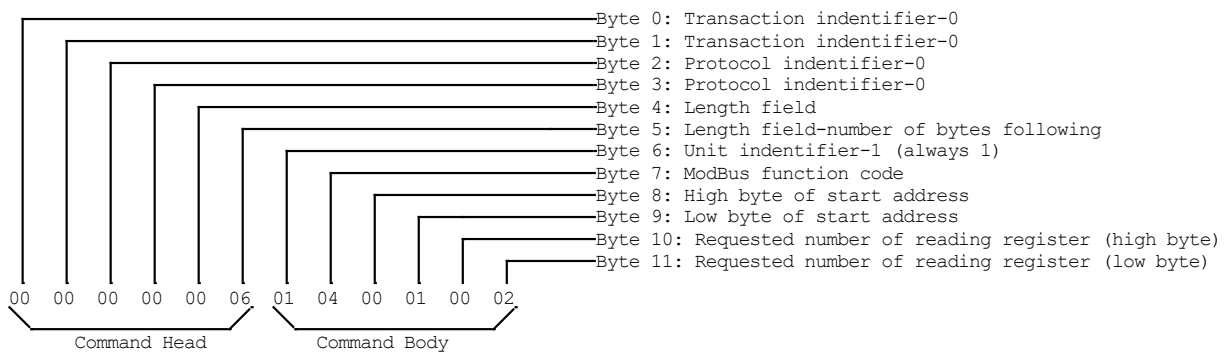 Byte 0: Transaction indentifier-0
Byte 1: Transaction indentifier-0
Byte 2: Protocol indentifier-0
Byte 3: Protocol indentifier-0
Byte 4: Length field
Byte 5: Length field-number of bytes following
Byte 6: Unit indentifier-1 (always 1)
Byte 7: ModBus function code
Byte 8: High byte of start address
Byte 9: Low byte of start address
Byte 10: Requested number of reading register (high byte)
Byte 11: Requested number of reading register (low byte)
00 00 00 00 00 06 01 04 00 01 00 02
Command Head Command Body